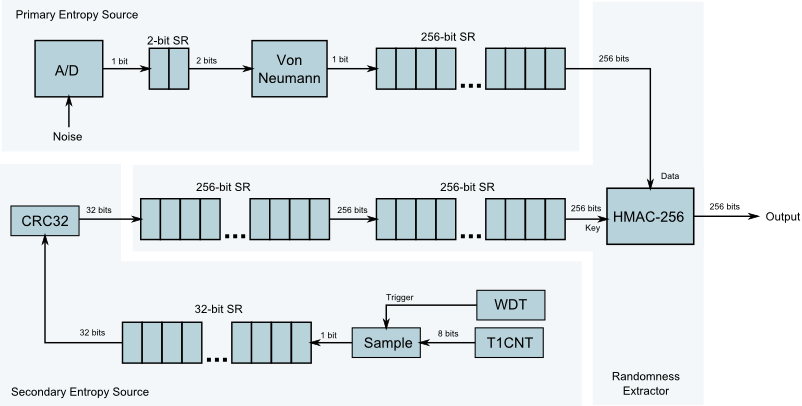 Primary Entropy Source
A/D
1 bit
2-bit SR
2 bits
Von
Neumann
1 bit
256-bit SR
...
256 bits
Noise
Data
CRC32
32 bits
256-bit SR
...
256 bits
256-bit SR
...
256 bits
Key
HMAC-256
256 bits
Output
32 bits
32-bit SR
...
1 bit
Sample
Trigger
WDT
8 bits
T1CNT
Secondary Entropy Source
Randomness
Extractor